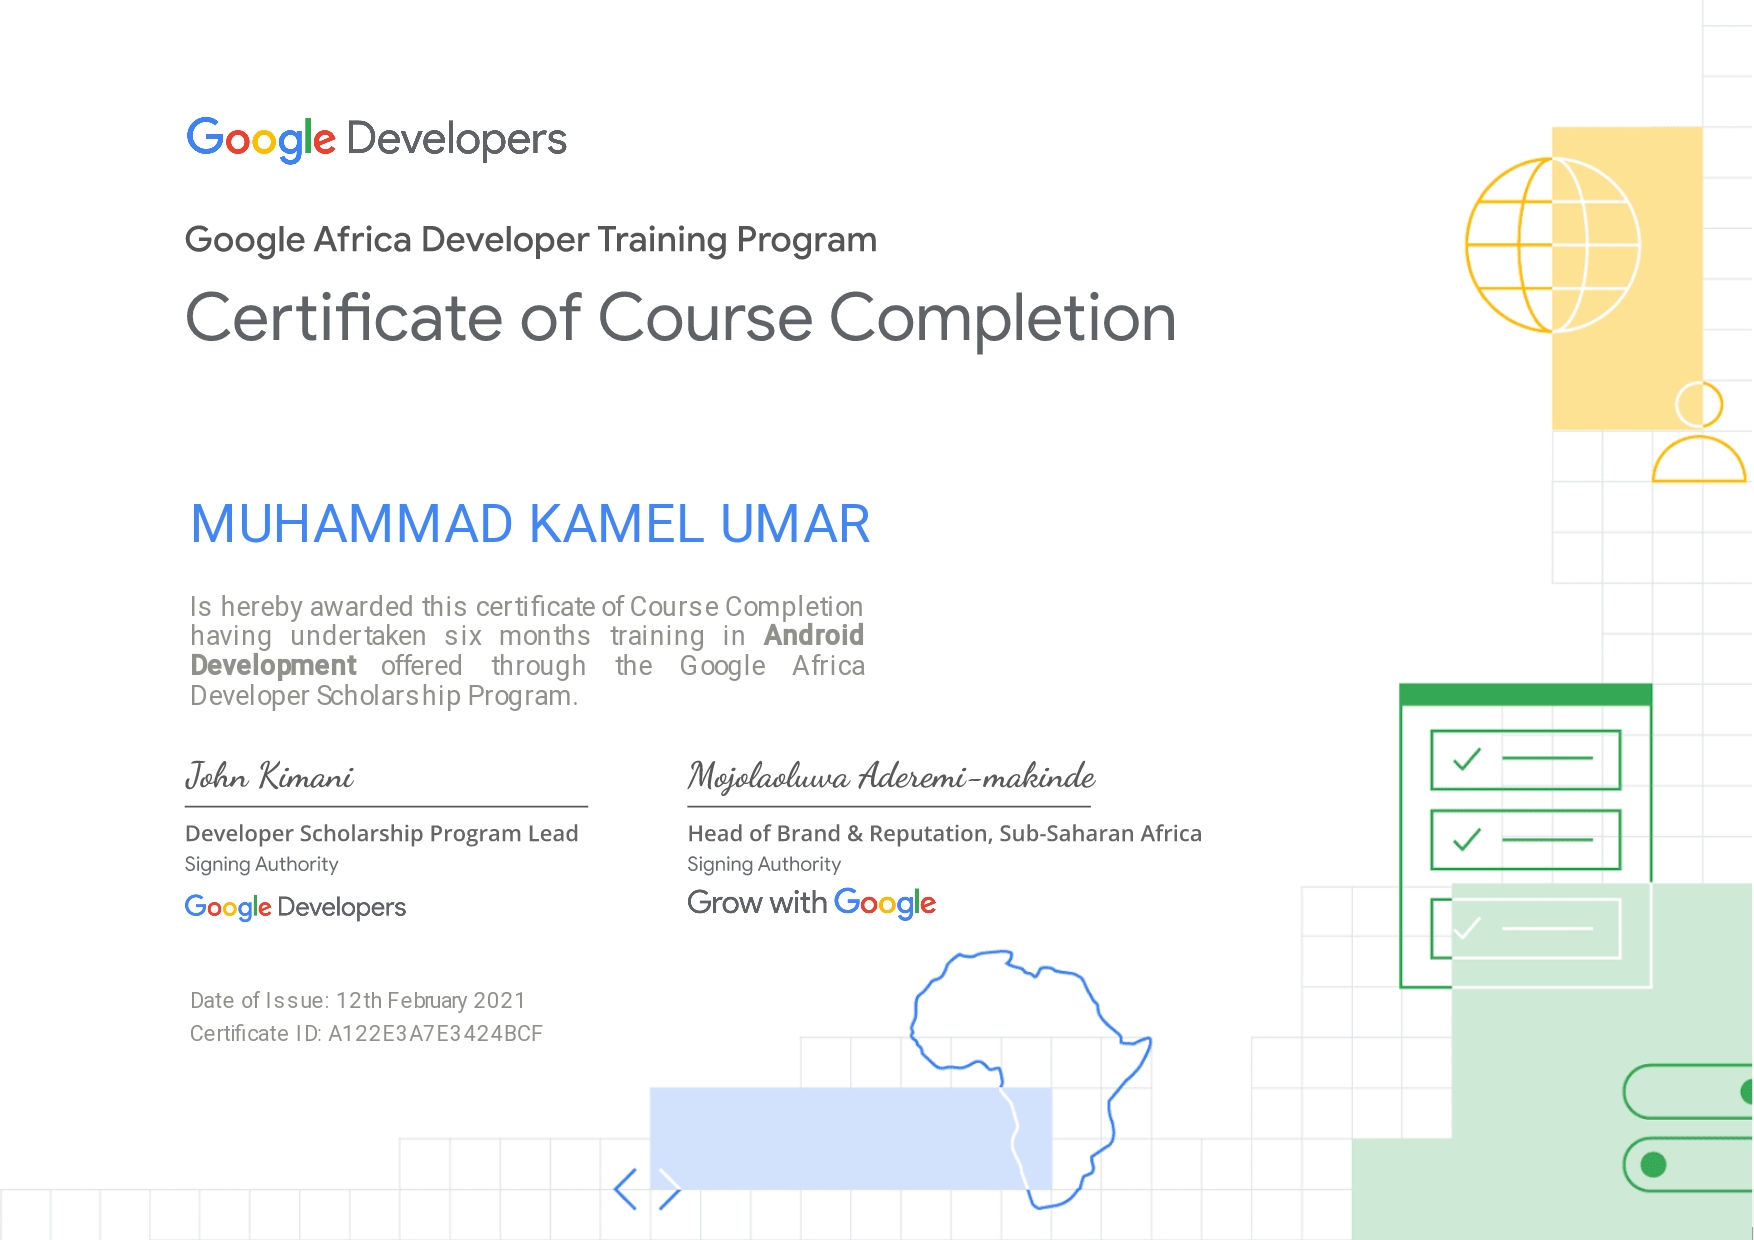 Google Developers
Google Africa Developer Training Program
Certificate of Course Completion
MUHAMMAD KAMEL UMAR
Is hereby awarded this certificate of Course Completion
having undertaken six months training in Android
Development offered through the Google Africa
Developer Scholarship Program.
John Kimani
Developer Scholarship Program Lead
Signing Authority
Google Developers
Mojolaoluwa Aderemi-makinde
Head of Brand & Reputation, Sub-Saharan Africa
Signing Authority
Grow with Google
Date of Issue: 12th February 2021
Certificate ID: A122E3A7E3424BCF